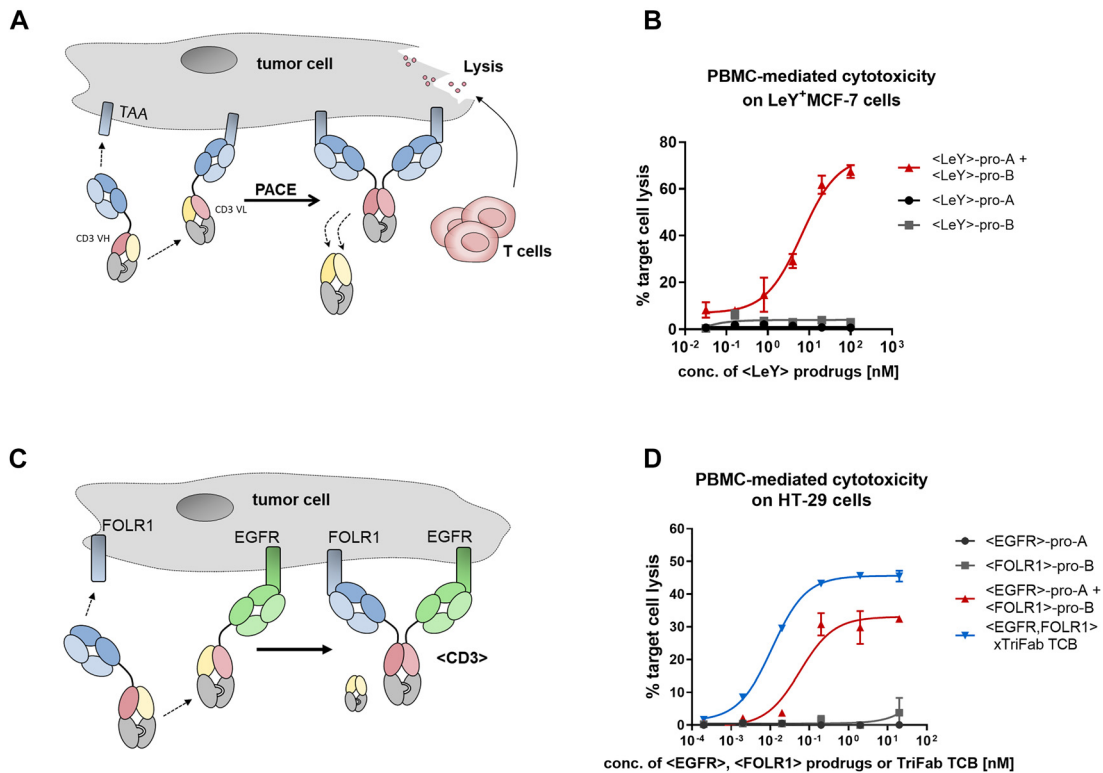 A
tumor cell
Lysis
TAA
PACE
CD3 VL
CD3 VH
T cells
B
PBMC-mediated cytotoxicity
on LeY⁺MCF-7 cells
% target cell lysis
80
60
40
20
0
10⁻² 10⁻¹ 10⁰ 10¹ 10² 10³
conc. of <LeY> prodrugs [nM]
<LeY>-pro-A +
<LeY>-pro-B
<LeY>-pro-A
<LeY>-pro-B
C
tumor cell
FOLR1
EGFR
FOLR1
EGFR
<CD3>
D
PBMC-mediated cytotoxicity
on HT-29 cells
% target cell lysis
60
50
40
30
20
10
0
10⁻⁴ 10⁻³ 10⁻² 10⁻¹ 10⁰ 10¹ 10²
conc. of <EGFR>, <FOLR1> prodrugs or TriFab TCB [nM]
<EGFR>-pro-A
<FOLR1>-pro-B
<EGFR>-pro-A +
<FOLR1>-pro-B
<EGFR,FOLR1>
xTriFab TCB